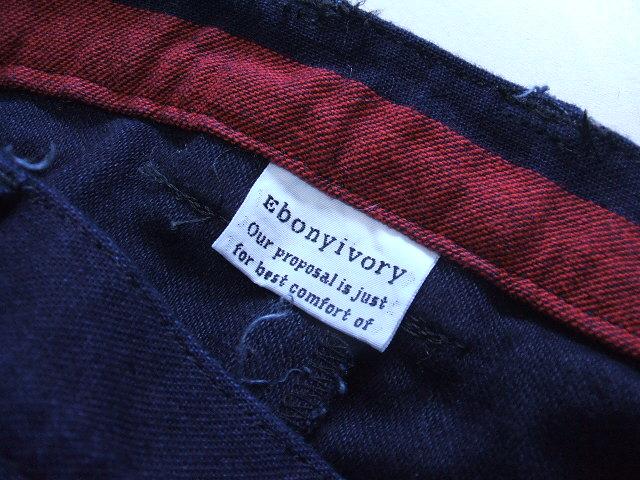 Ebonyivory
Our proposal is just
for best comfort of